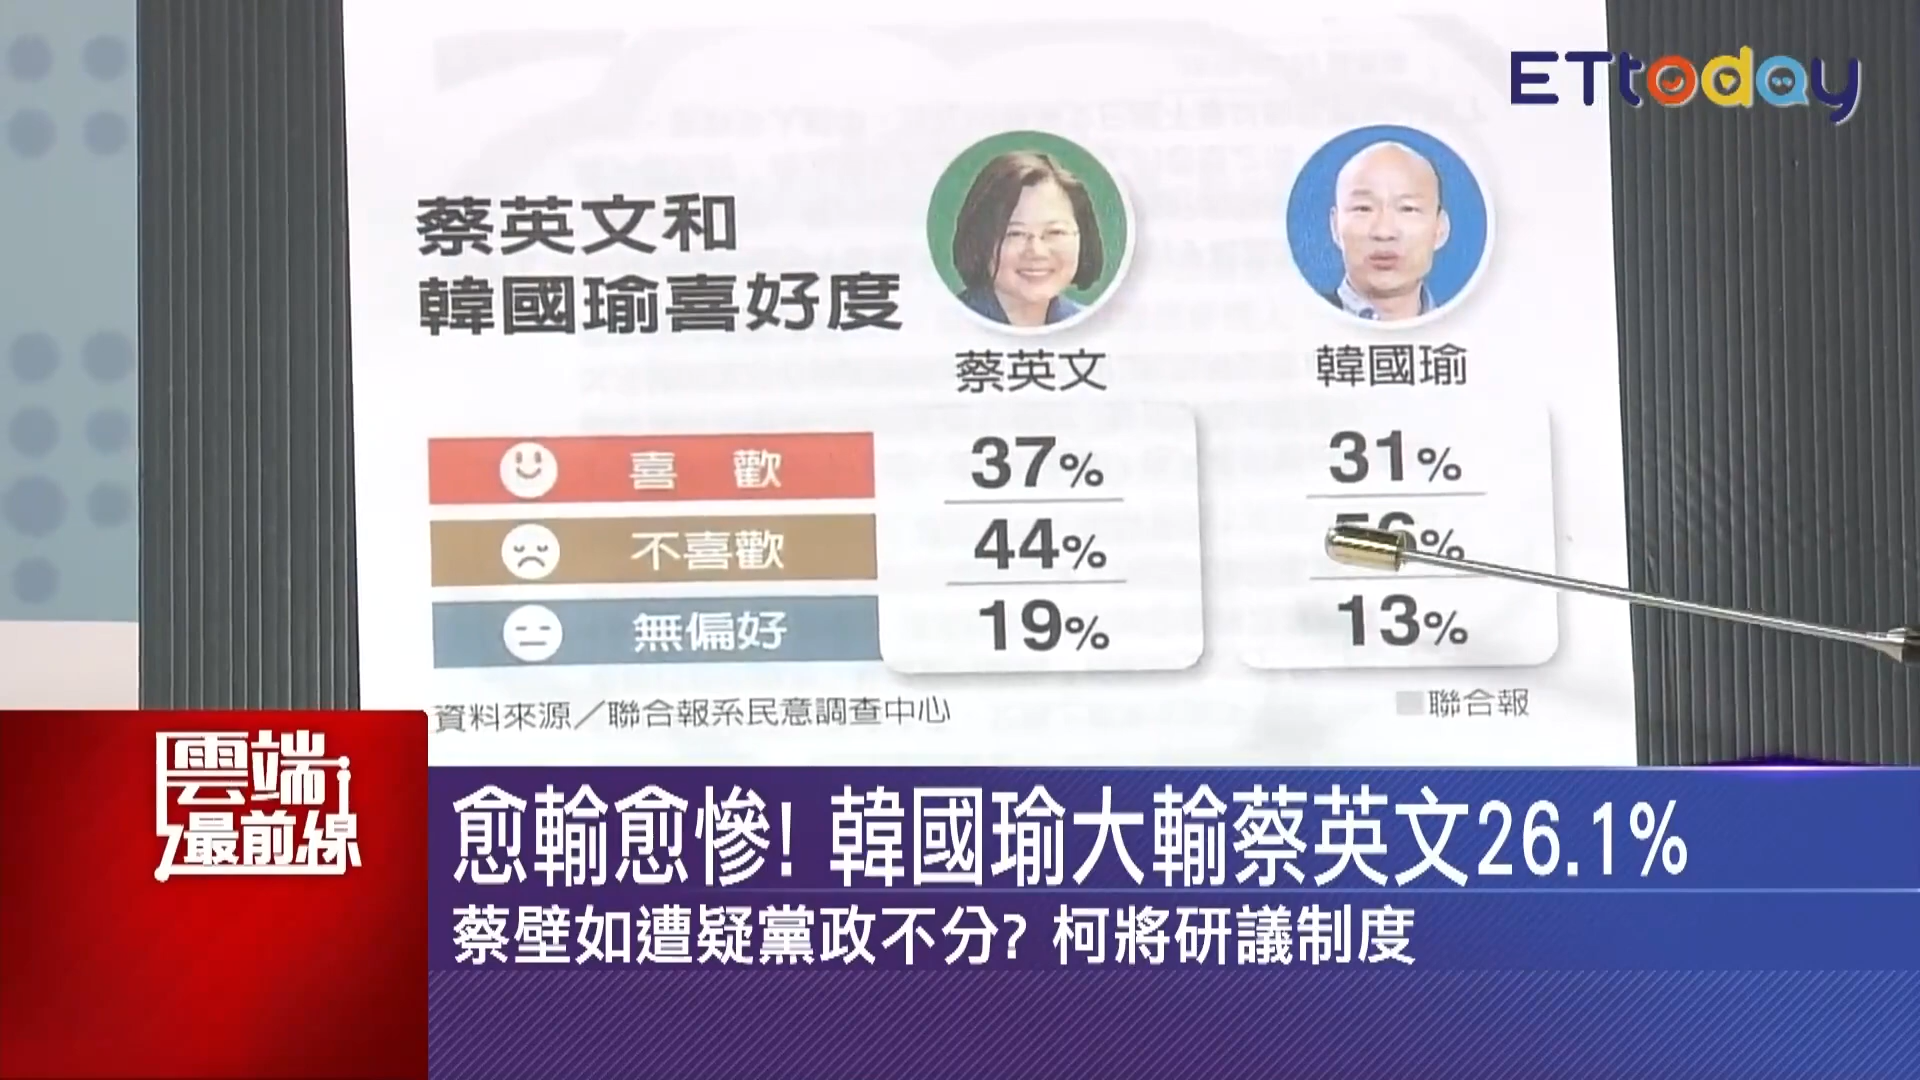 ETtoday
蔡英文和
韓國瑜喜好度
蔡英文
韓國瑜
喜 歡
37%
31%
不喜歡
44%
56%
無偏好
19%
13%
資料來源／聯合報系民意調查中心
聯合報
雲端
最前線
愈輸愈慘! 韓國瑜大輸蔡英文26.1%
蔡壁如遭疑黨政不分? 柯將研議制度